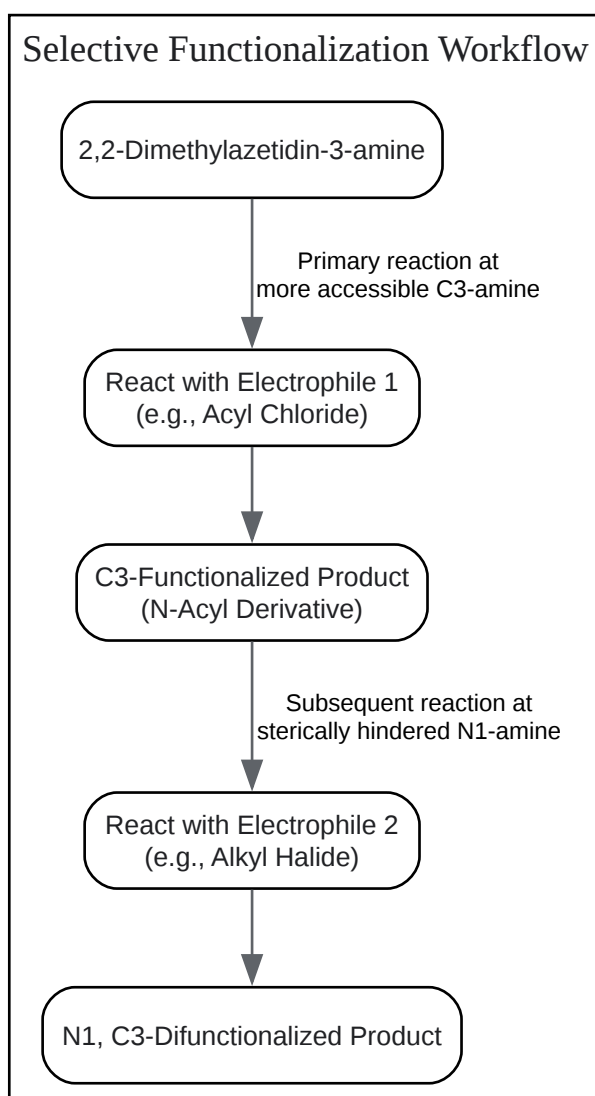 Selective Functionalization Workflow
2,2-Dimethylazetidin-3-amine
Primary reaction at
more accessible C3-amine
React with Electrophile 1
(e.g., Acyl Chloride)
C3-Functionalized Product
(N-Acyl Derivative)
Subsequent reaction at
sterically hindered N1-amine
React with Electrophile 2
(e.g., Alkyl Halide)
N1, C3-Difunctionalized Product